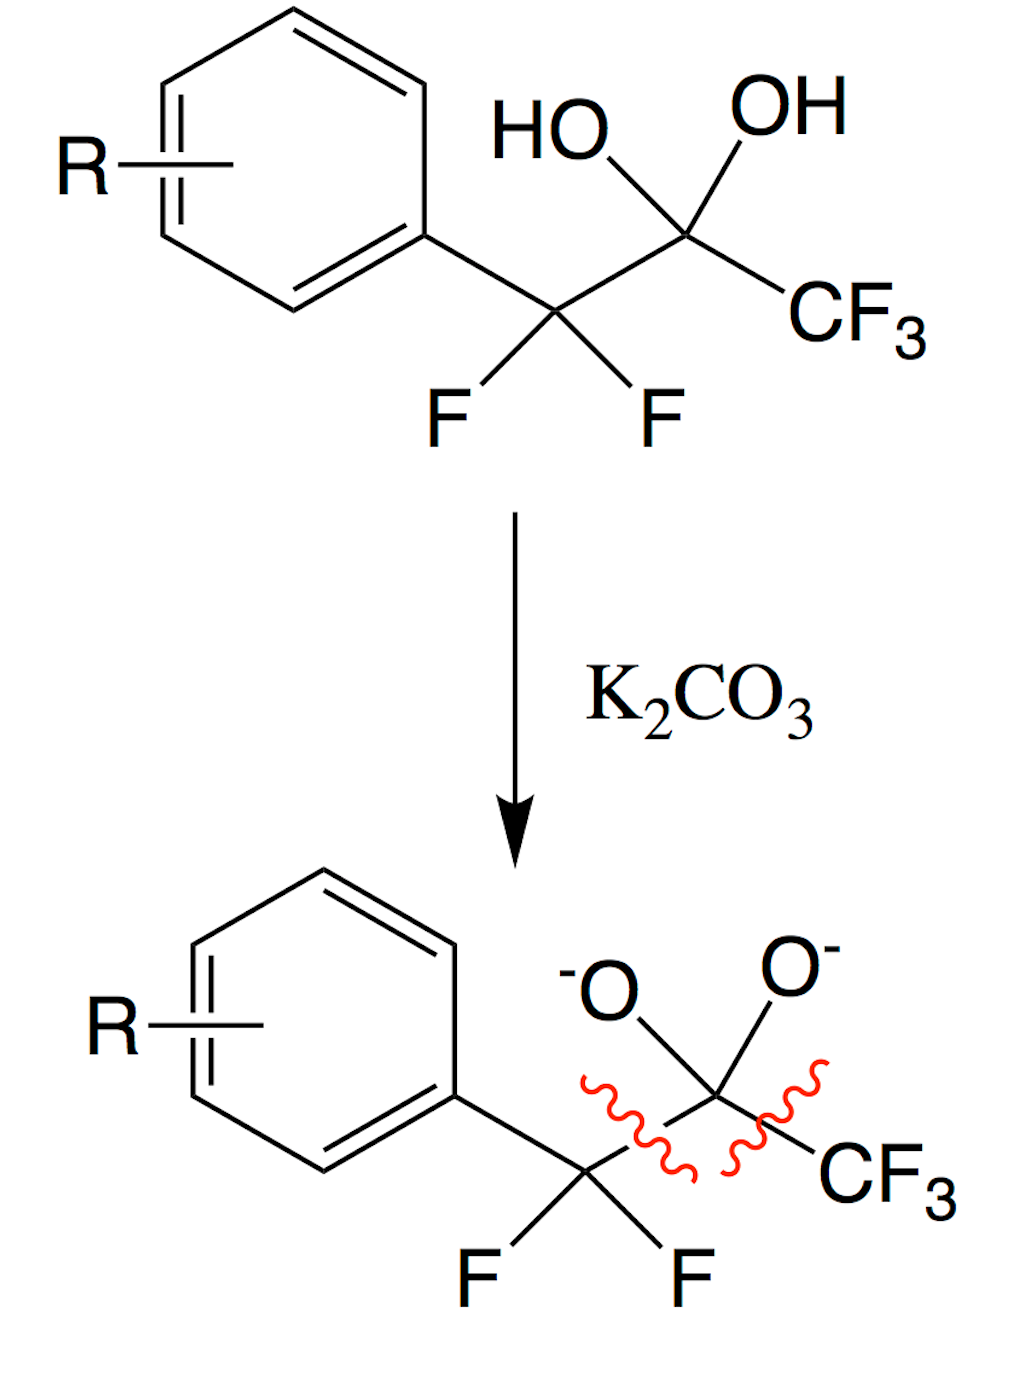 HO OH
R
CF₃
F F
K₂CO₃
⁻O O⁻
R
CF₃
F F